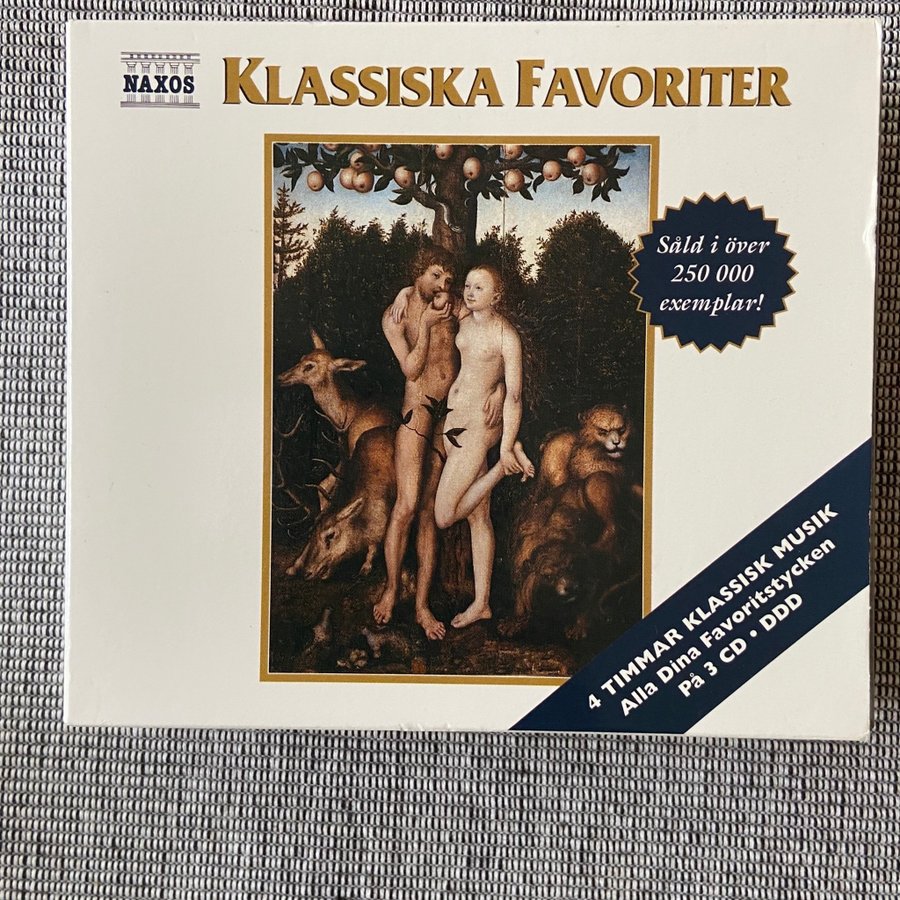 NAXOS
KLASSISKA FAVORITER
Såld i över
250 000
exemplar!
4 TIMMAR KLASSISK MUSIK
Alla Dina Favoritstycken
På 3 CD • DDD